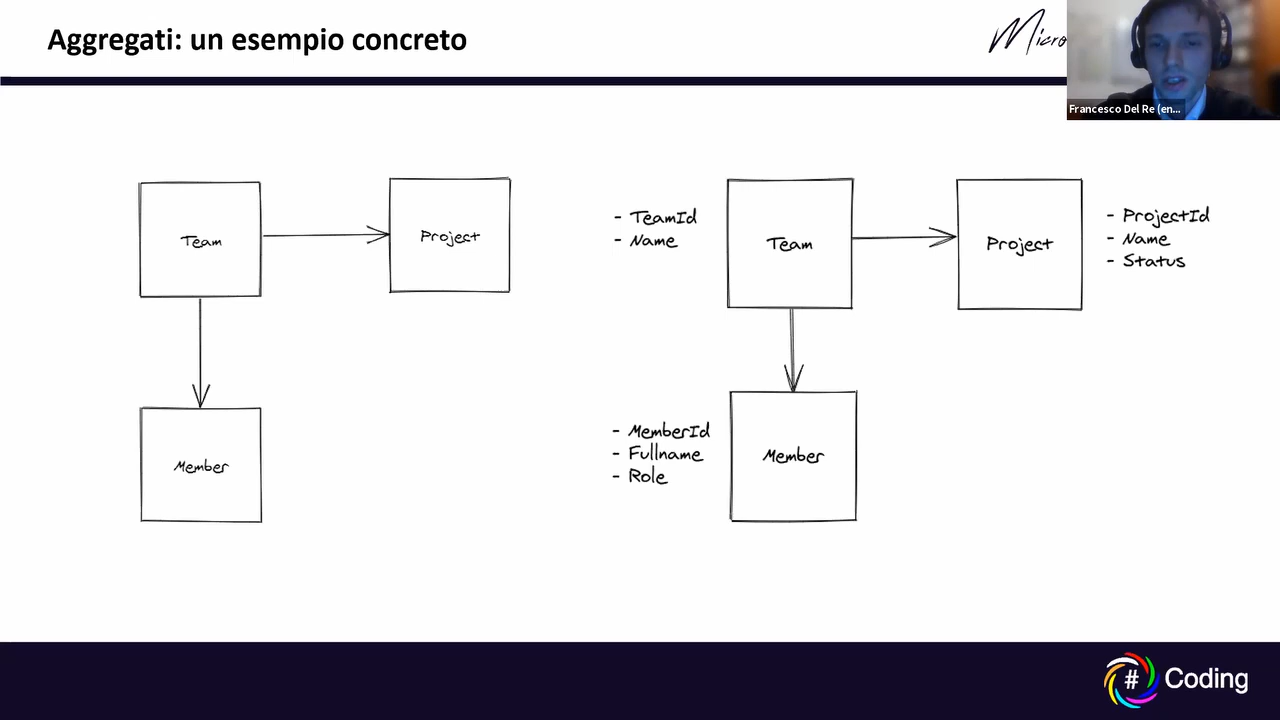 Aggregati: un esempio concreto
Micro
Francesco Del Re (en...
Team
Project
Member
- TeamId
- Name
Team
Project
- ProjectId
- Name
- Status
- MemberId
- Fullname
- Role
Member
# Coding